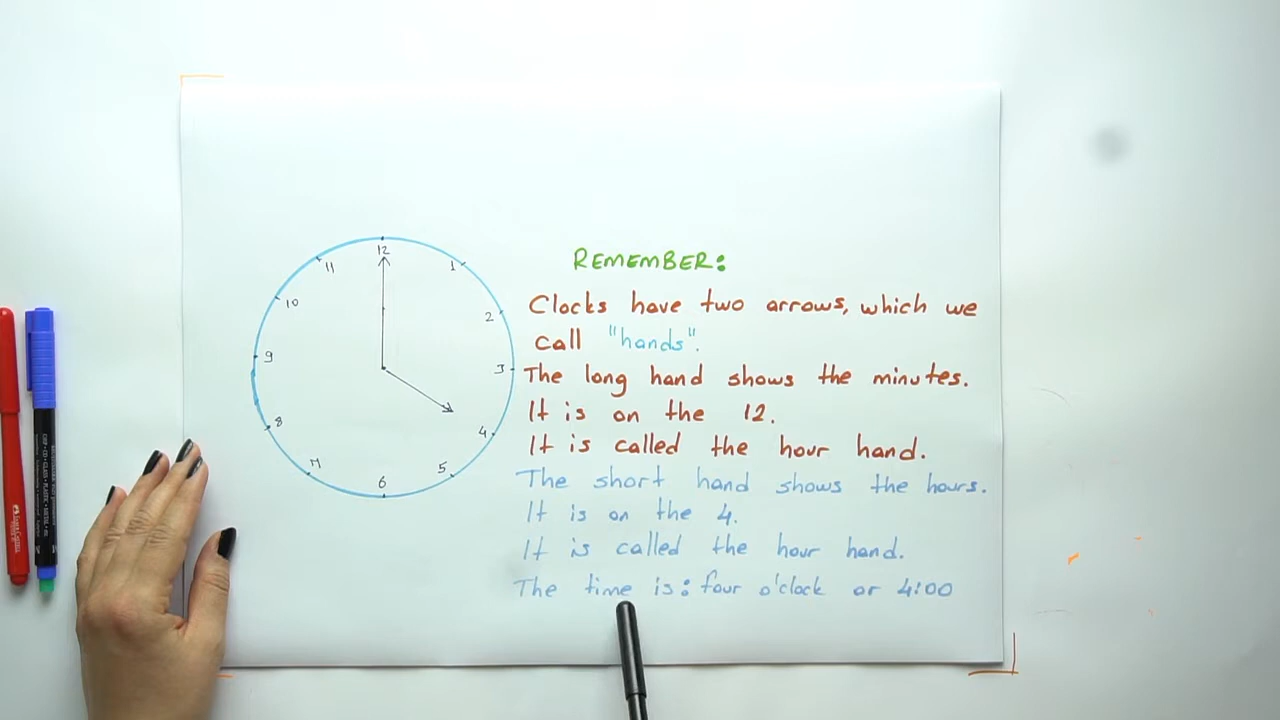 12
11
1
10
2
9
3
8
4
7
5
6
REMEMBER:
Clocks have two arrows, which we
call "hands".
The long hand shows the minutes.
It is on the 12.
It is called the hour hand.
The short hand shows the hours.
It is on the 4.
It is called the hour hand.
The time is: four o'clock or 4:00